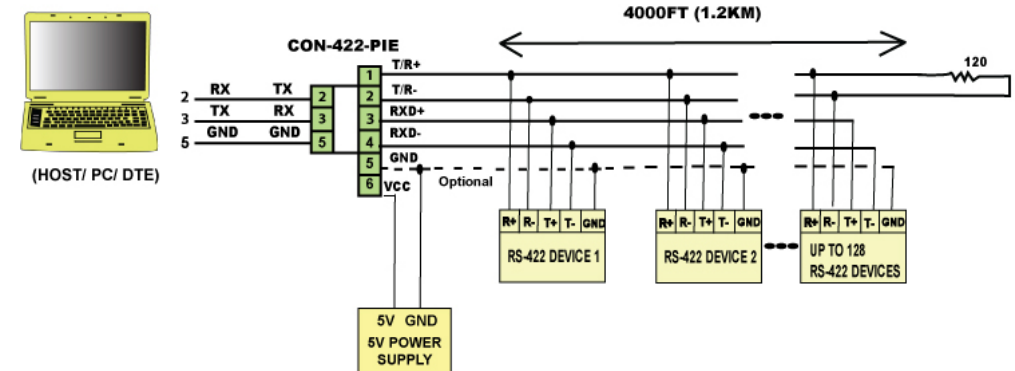 4000FT (1.2KM)
CON-422-PIE
120
1 T/R+
2 T/R-
3 RXD+
4 RXD-
5 GND
6 VCC
Optional
2 RX TX 2
3 TX RX 3
5 GND GND 5
(HOST/ PC/ DTE)
R+ R- T+ T- GND
RS-422 DEVICE 1
R+ R- T+ T- GND
RS-422 DEVICE 2
R+ R- T+ T- GND
UP TO 128
RS-422 DEVICES
5V GND
5V POWER
SUPPLY